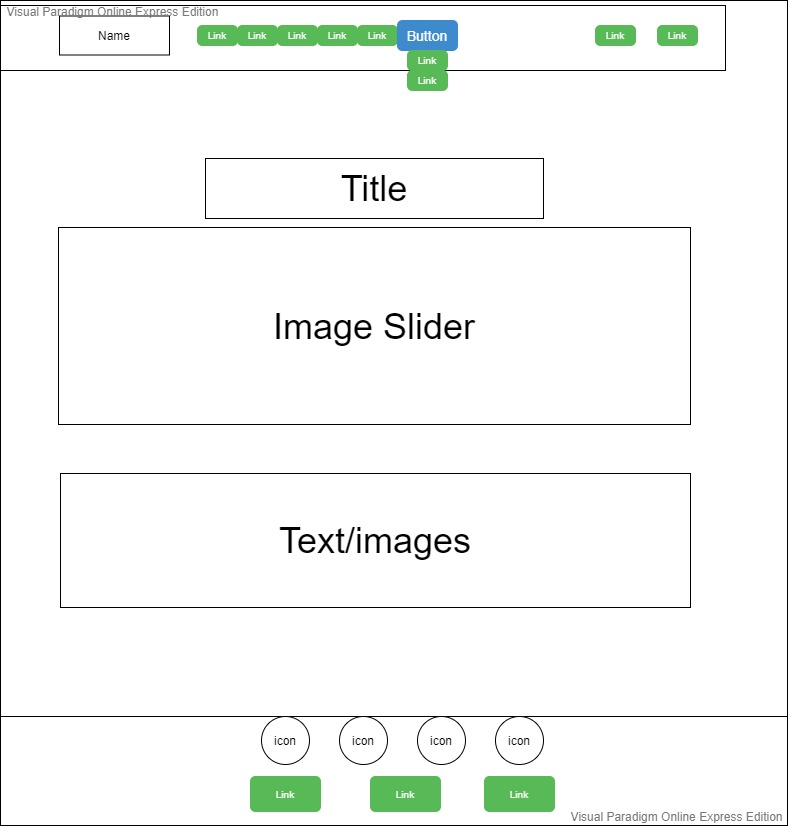 Visual Paradigm Online Express Edition
Name
Link Link Link Link Link Button Link Link
Link
Link
Title
Image Slider
Text/images
icon icon icon icon
Link Link Link
Visual Paradigm Online Express Edition